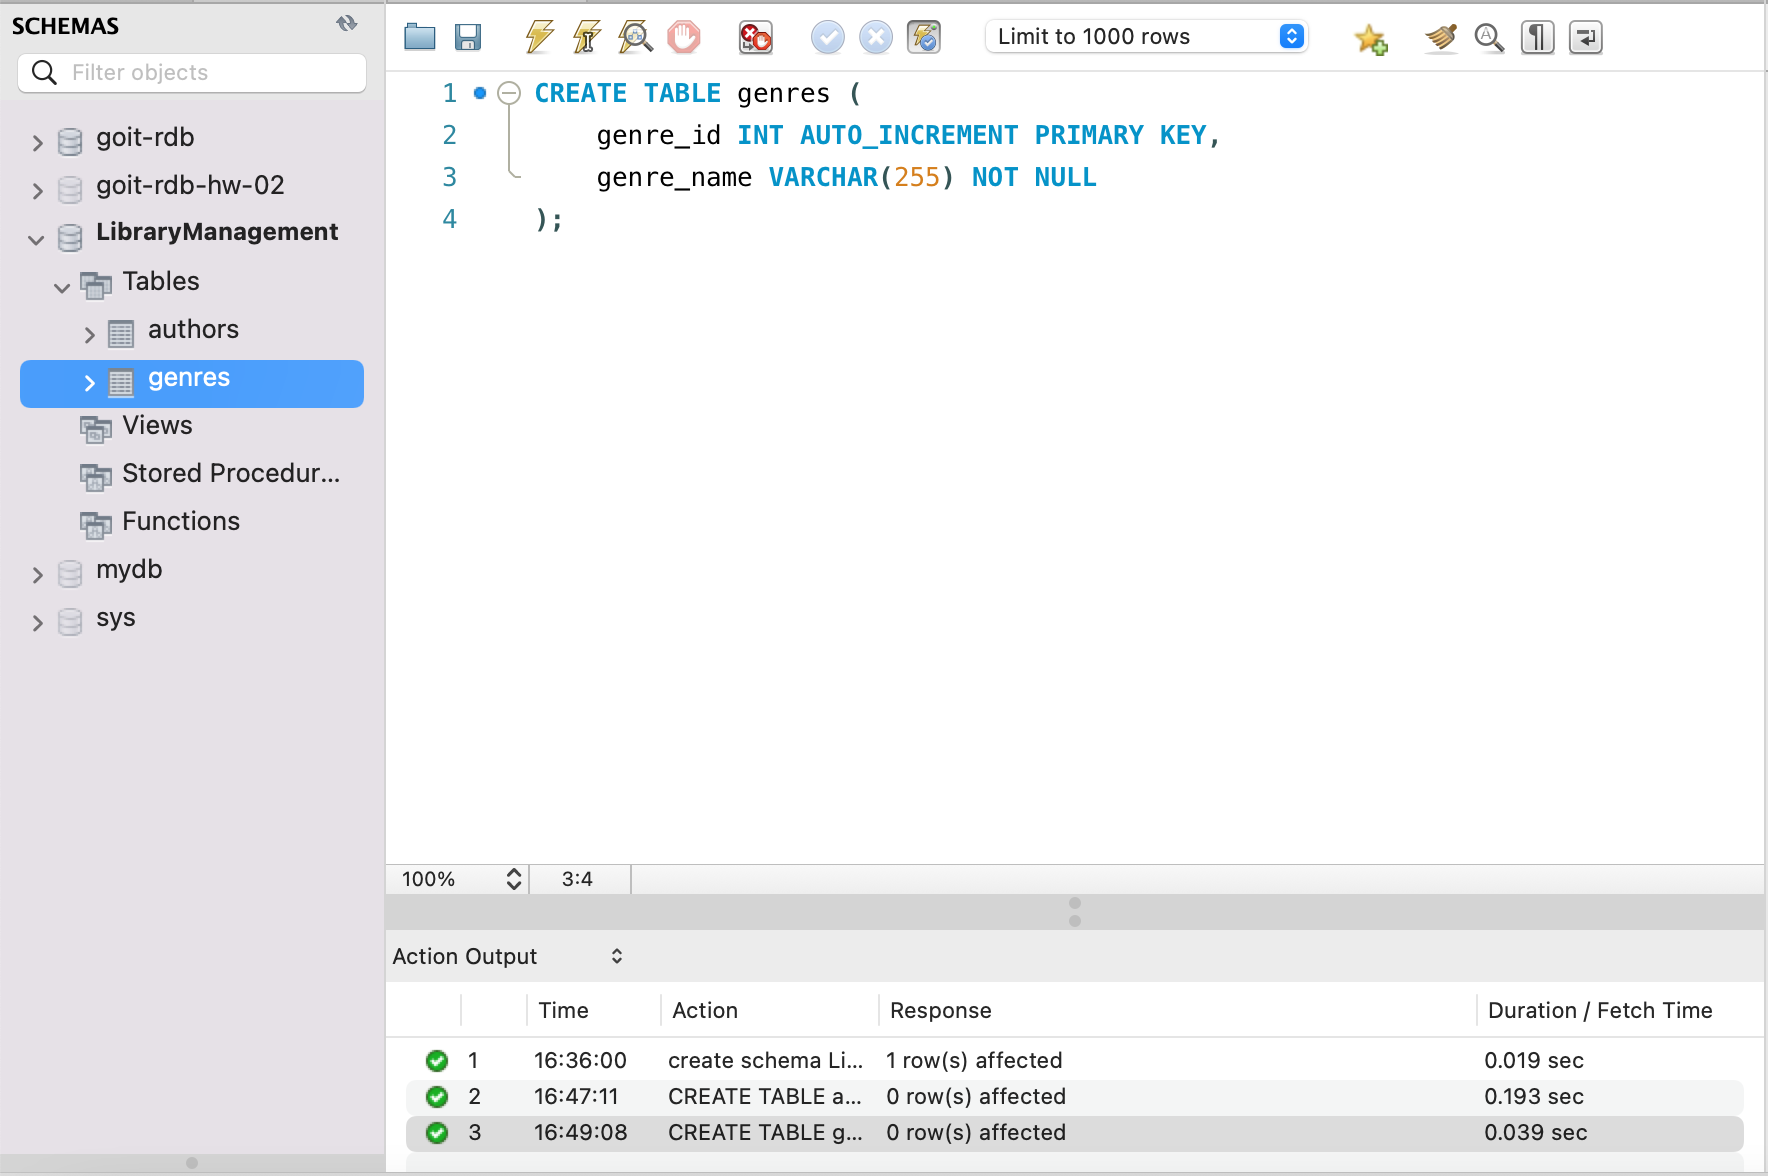 SCHEMAS
Filter objects
goit-rdb
goit-rdb-hw-02
LibraryManagement
Tables
authors
genres
Views
Stored Procedur...
Functions
mydb
sys
Limit to 1000 rows
1 CREATE TABLE genres (
2 genre_id INT AUTO_INCREMENT PRIMARY KEY,
3 genre_name VARCHAR(255) NOT NULL
4 );
100% 3:4
Action Output
Time Action Response Duration / Fetch Time
1 16:36:00 create schema Li... 1 row(s) affected 0.019 sec
2 16:47:11 CREATE TABLE a... 0 row(s) affected 0.193 sec
3 16:49:08 CREATE TABLE g... 0 row(s) affected 0.039 sec